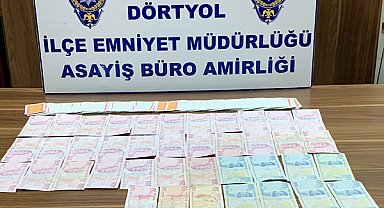 DÖRTYOL
İLÇE EMNİYET MÜDÜRLÜĞÜ
ASAYİŞ BÜRO AMİRLİĞİ